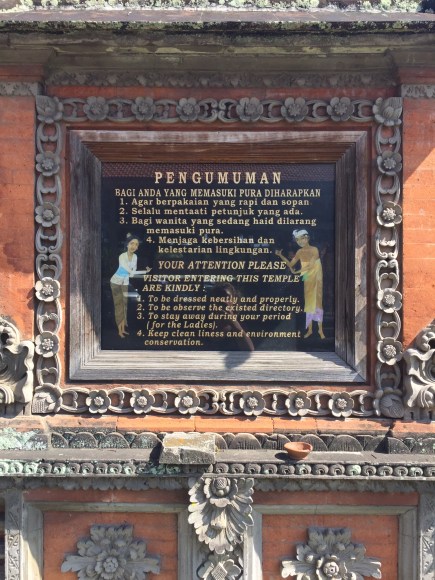 PENGUMUMAN
BAGI ANDA YANG MEMASUKI PURA DIHARAPKAN
1. Agar berpakaian yang rapi dan sopan.
2. Selalu mentaati petunjuk yang ada.
3. Bagi wanita yang sedang haid dilarang
memasuki pura.
4. Menjaga kebersihan dan
kelestarian lingkungan.
YOUR ATTENTION PLEASE
VISITOR ENTERING THIS TEMPLE
ARE KINDLY :
1. To be dressed neatly and properly.
2. To be observe the existed directory.
3. To stay away during your period
( for the Ladies).
4. Keep clean liness and environment
conservation.